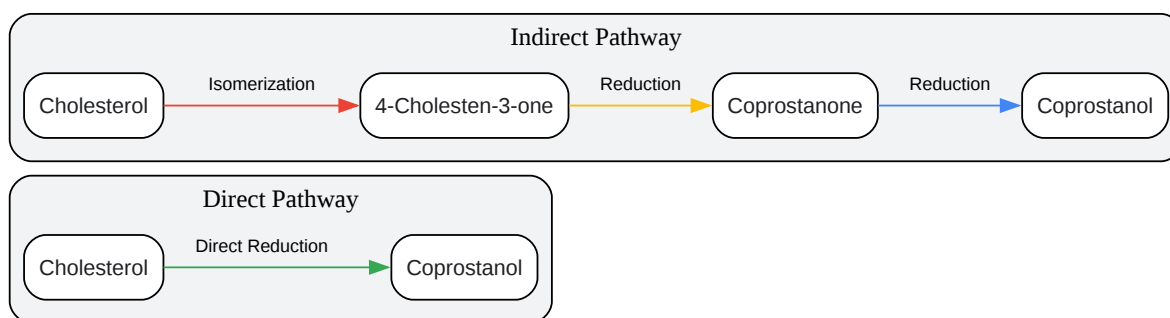 Indirect Pathway
Isomerization
Reduction
Reduction
Cholesterol
4-Cholesten-3-one
Coprostanone
Coprostanol
Direct Pathway
Direct Reduction
Cholesterol
Coprostanol